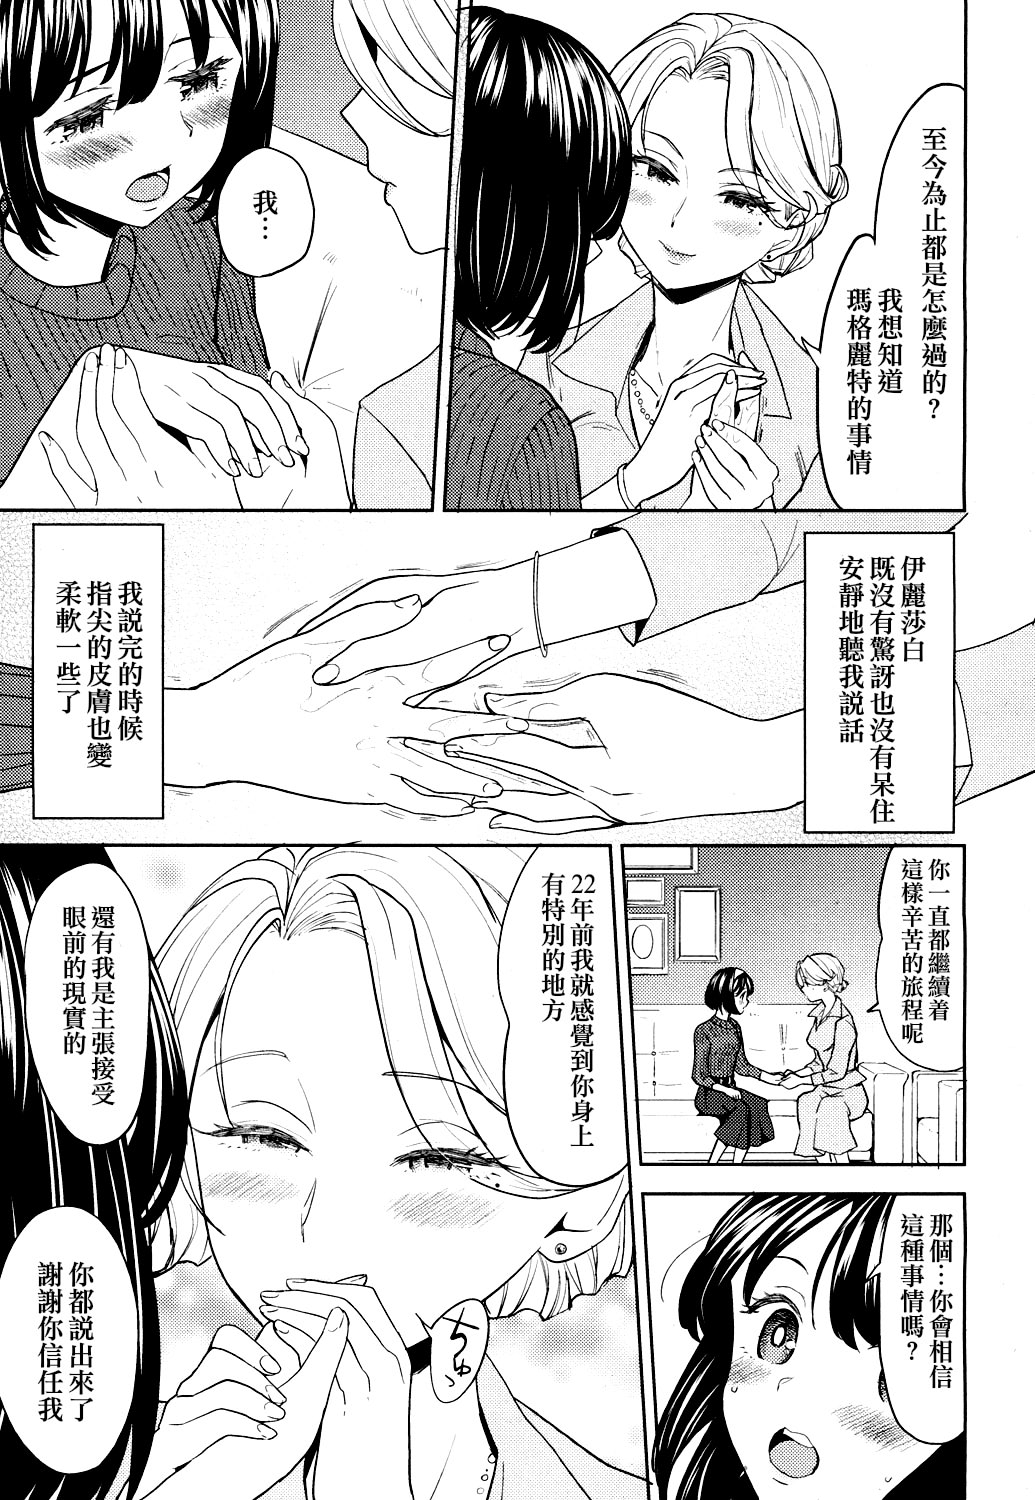 至今為止都是怎麼過的？
我想知道
瑪格麗特的事情
我…
伊麗莎白
既沒有驚訝也沒有呆住
安靜地聽我説話
我説完的時候
指尖的皮膚也變
柔軟一些了
你一直都繼續着
這樣辛苦的旅程呢
那個…你會相信
這種事情嗎？
22年前我就感覺到你身上
有特別的地方
還有我是主張接受
眼前的現實的
ちゅっ
你都説出來了
謝謝你信任我